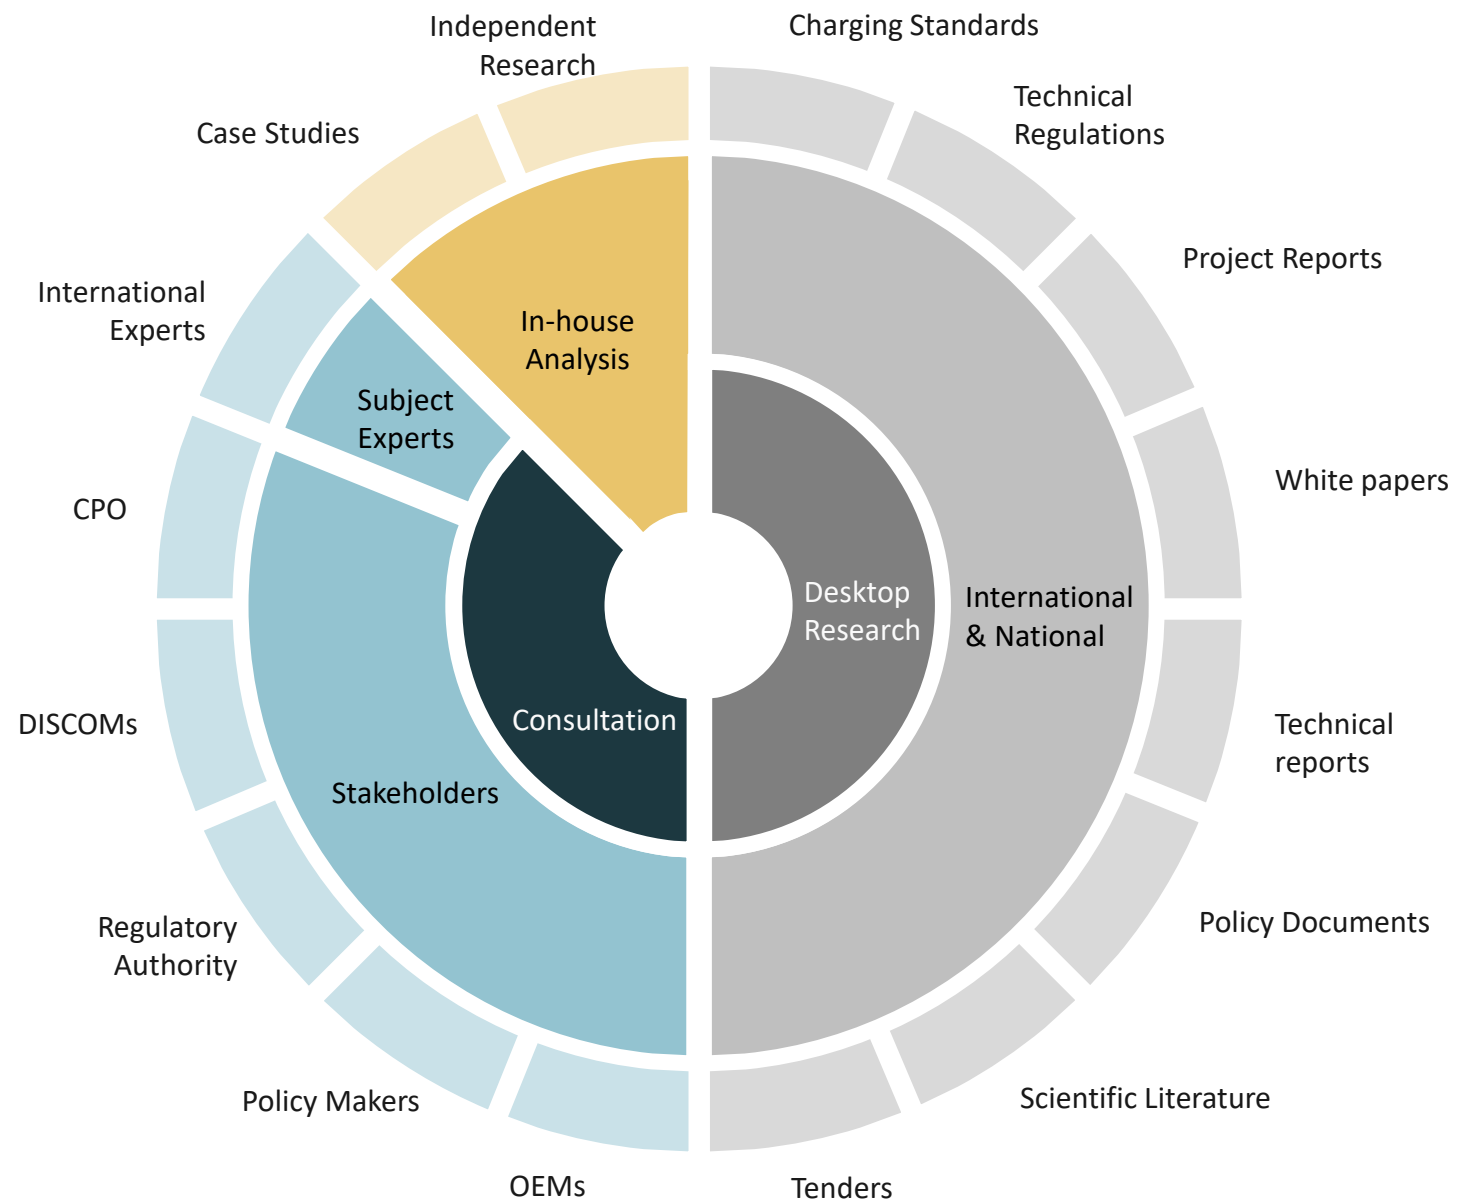 Independent
Research
Charging Standards
Technical
Regulations
Case Studies
Project Reports
International
Experts
In-house
Analysis
Subject
Experts
White papers
CPO
Desktop
Research
International
& National
Consultation
DISCOMs
Technical
reports
Stakeholders
Regulatory
Authority
Policy Documents
Policy Makers
Scientific Literature
OEMs
Tenders